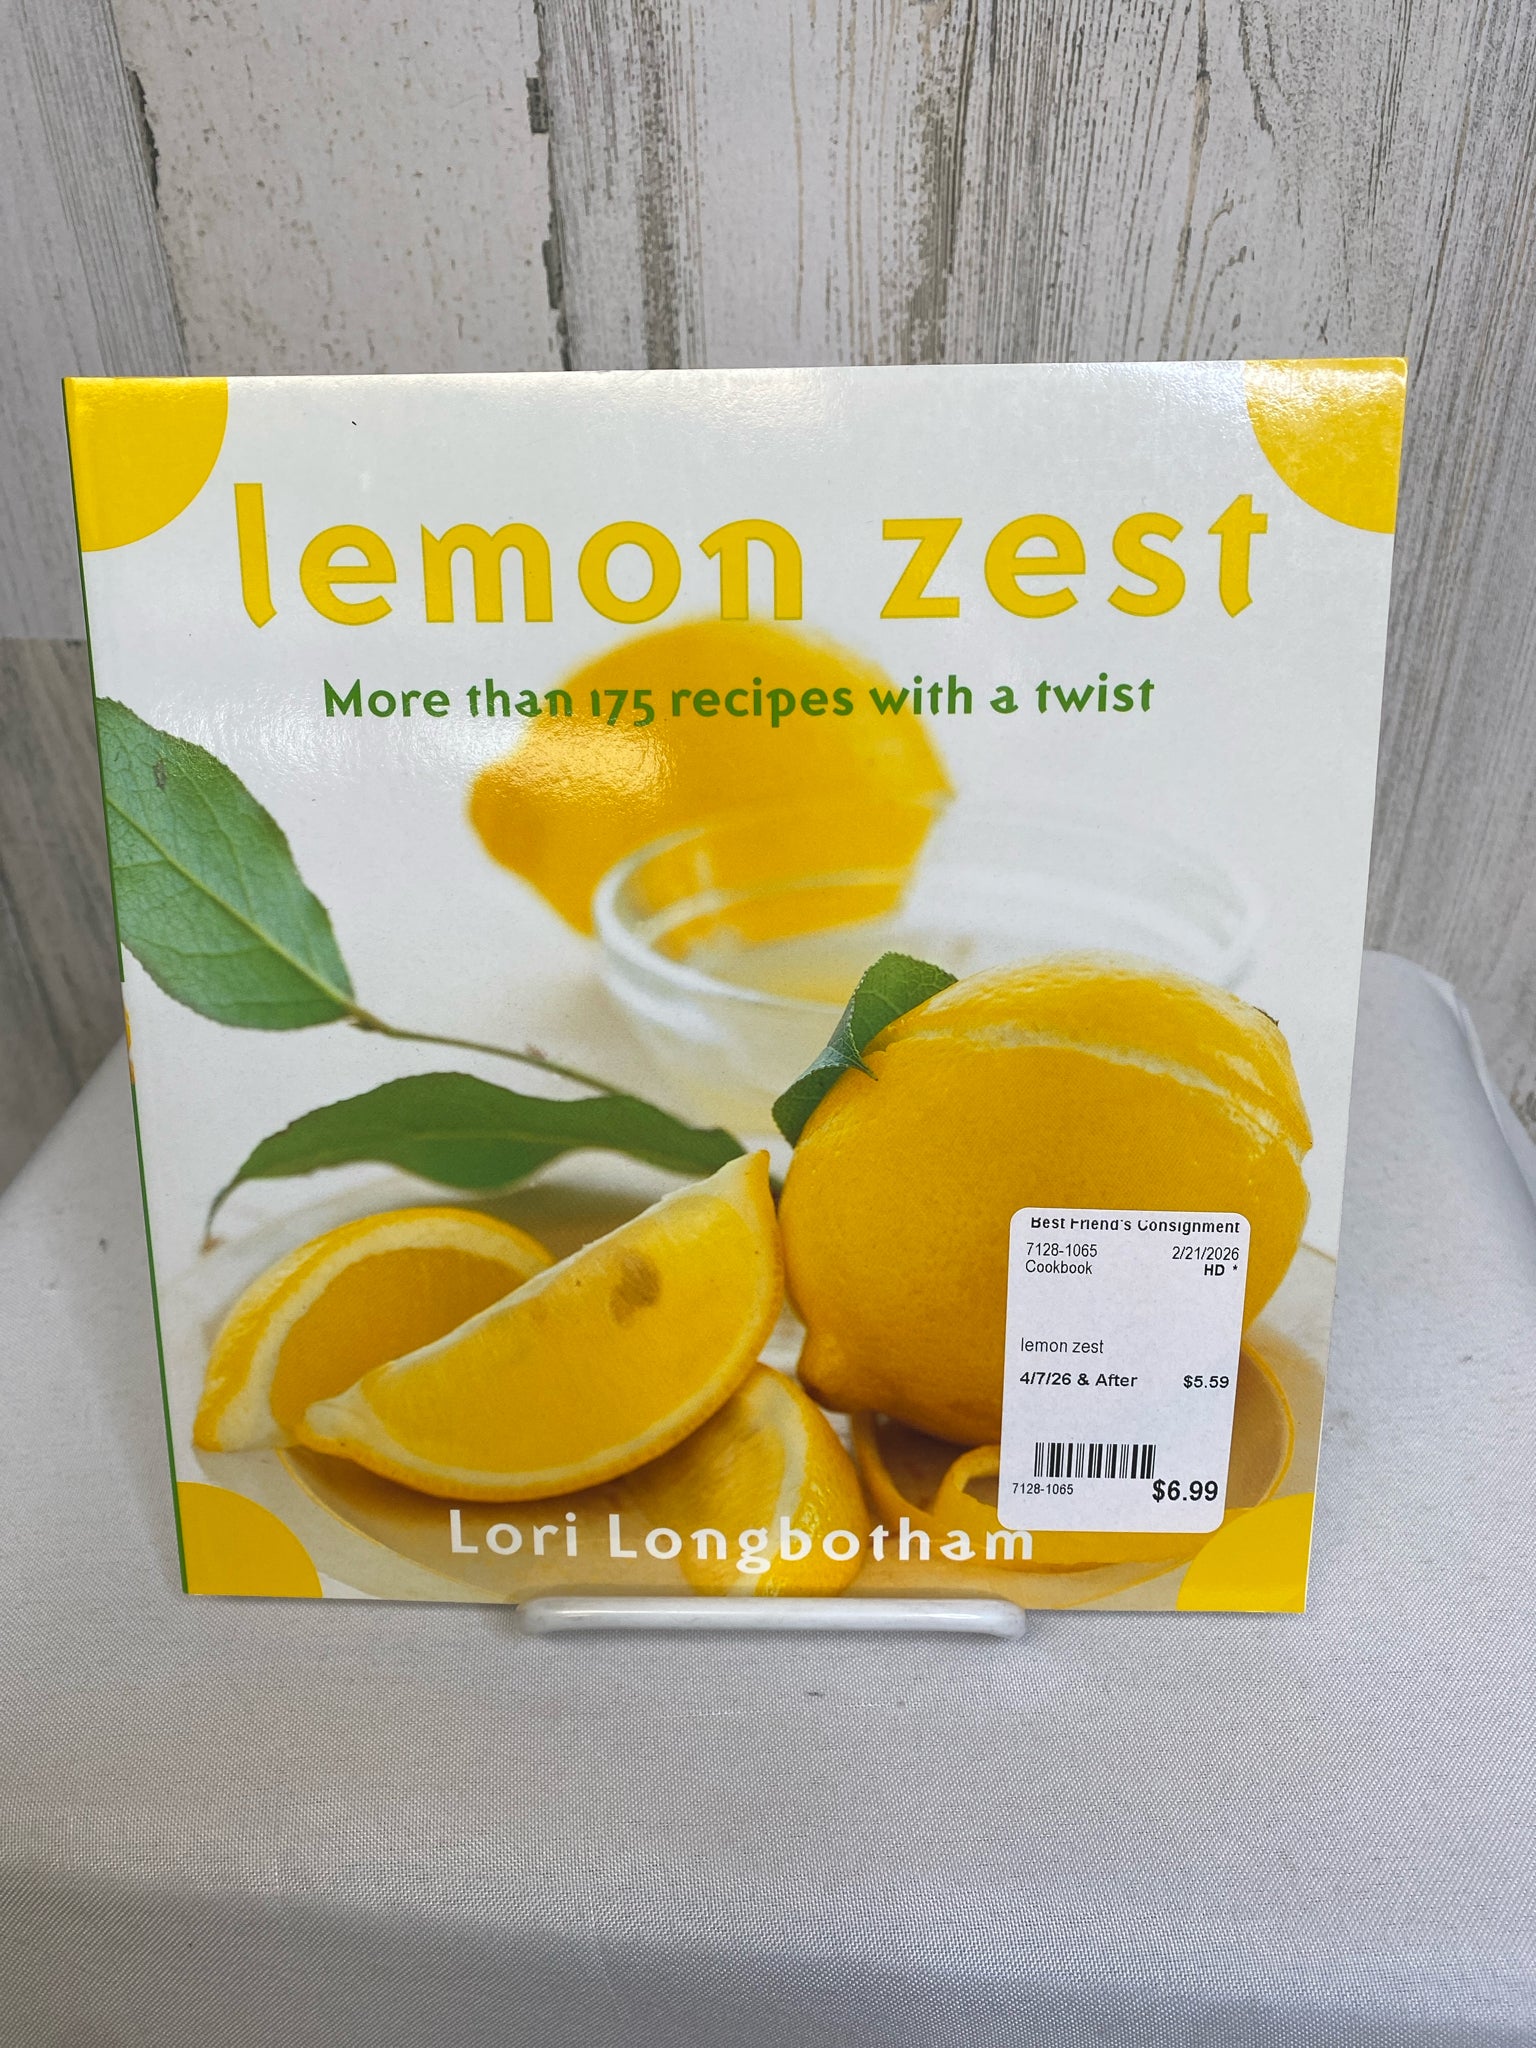 lemon zest
More than 175 recipes with a twist
Best Friend's Consignment
7128-1065 2/21/2026
Cookbook HD *
lemon zest
4/7/26 & After $5.59
7128-1065 $6.99
Lori Longbotham